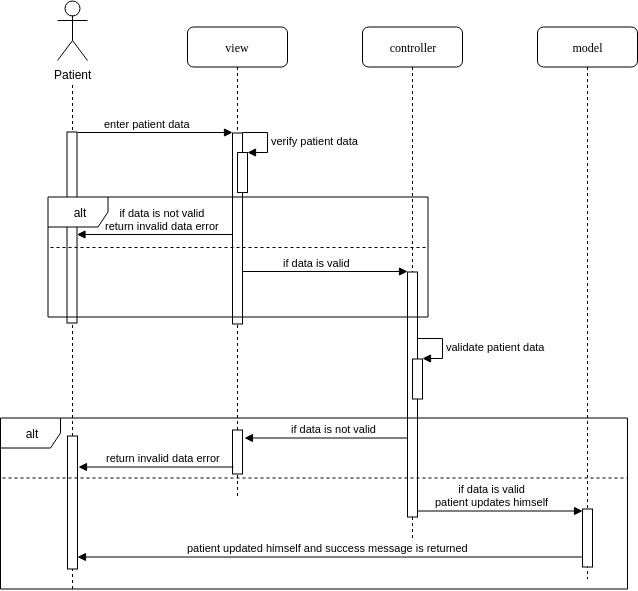 view
controller
model
Patient
enter patient data
verify patient data
alt
if data is not valid
return invalid data error
if data is valid
validate patient data
alt
if data is not valid
return invalid data error
if data is valid
patient updates himself
patient updated himself and success message is returned